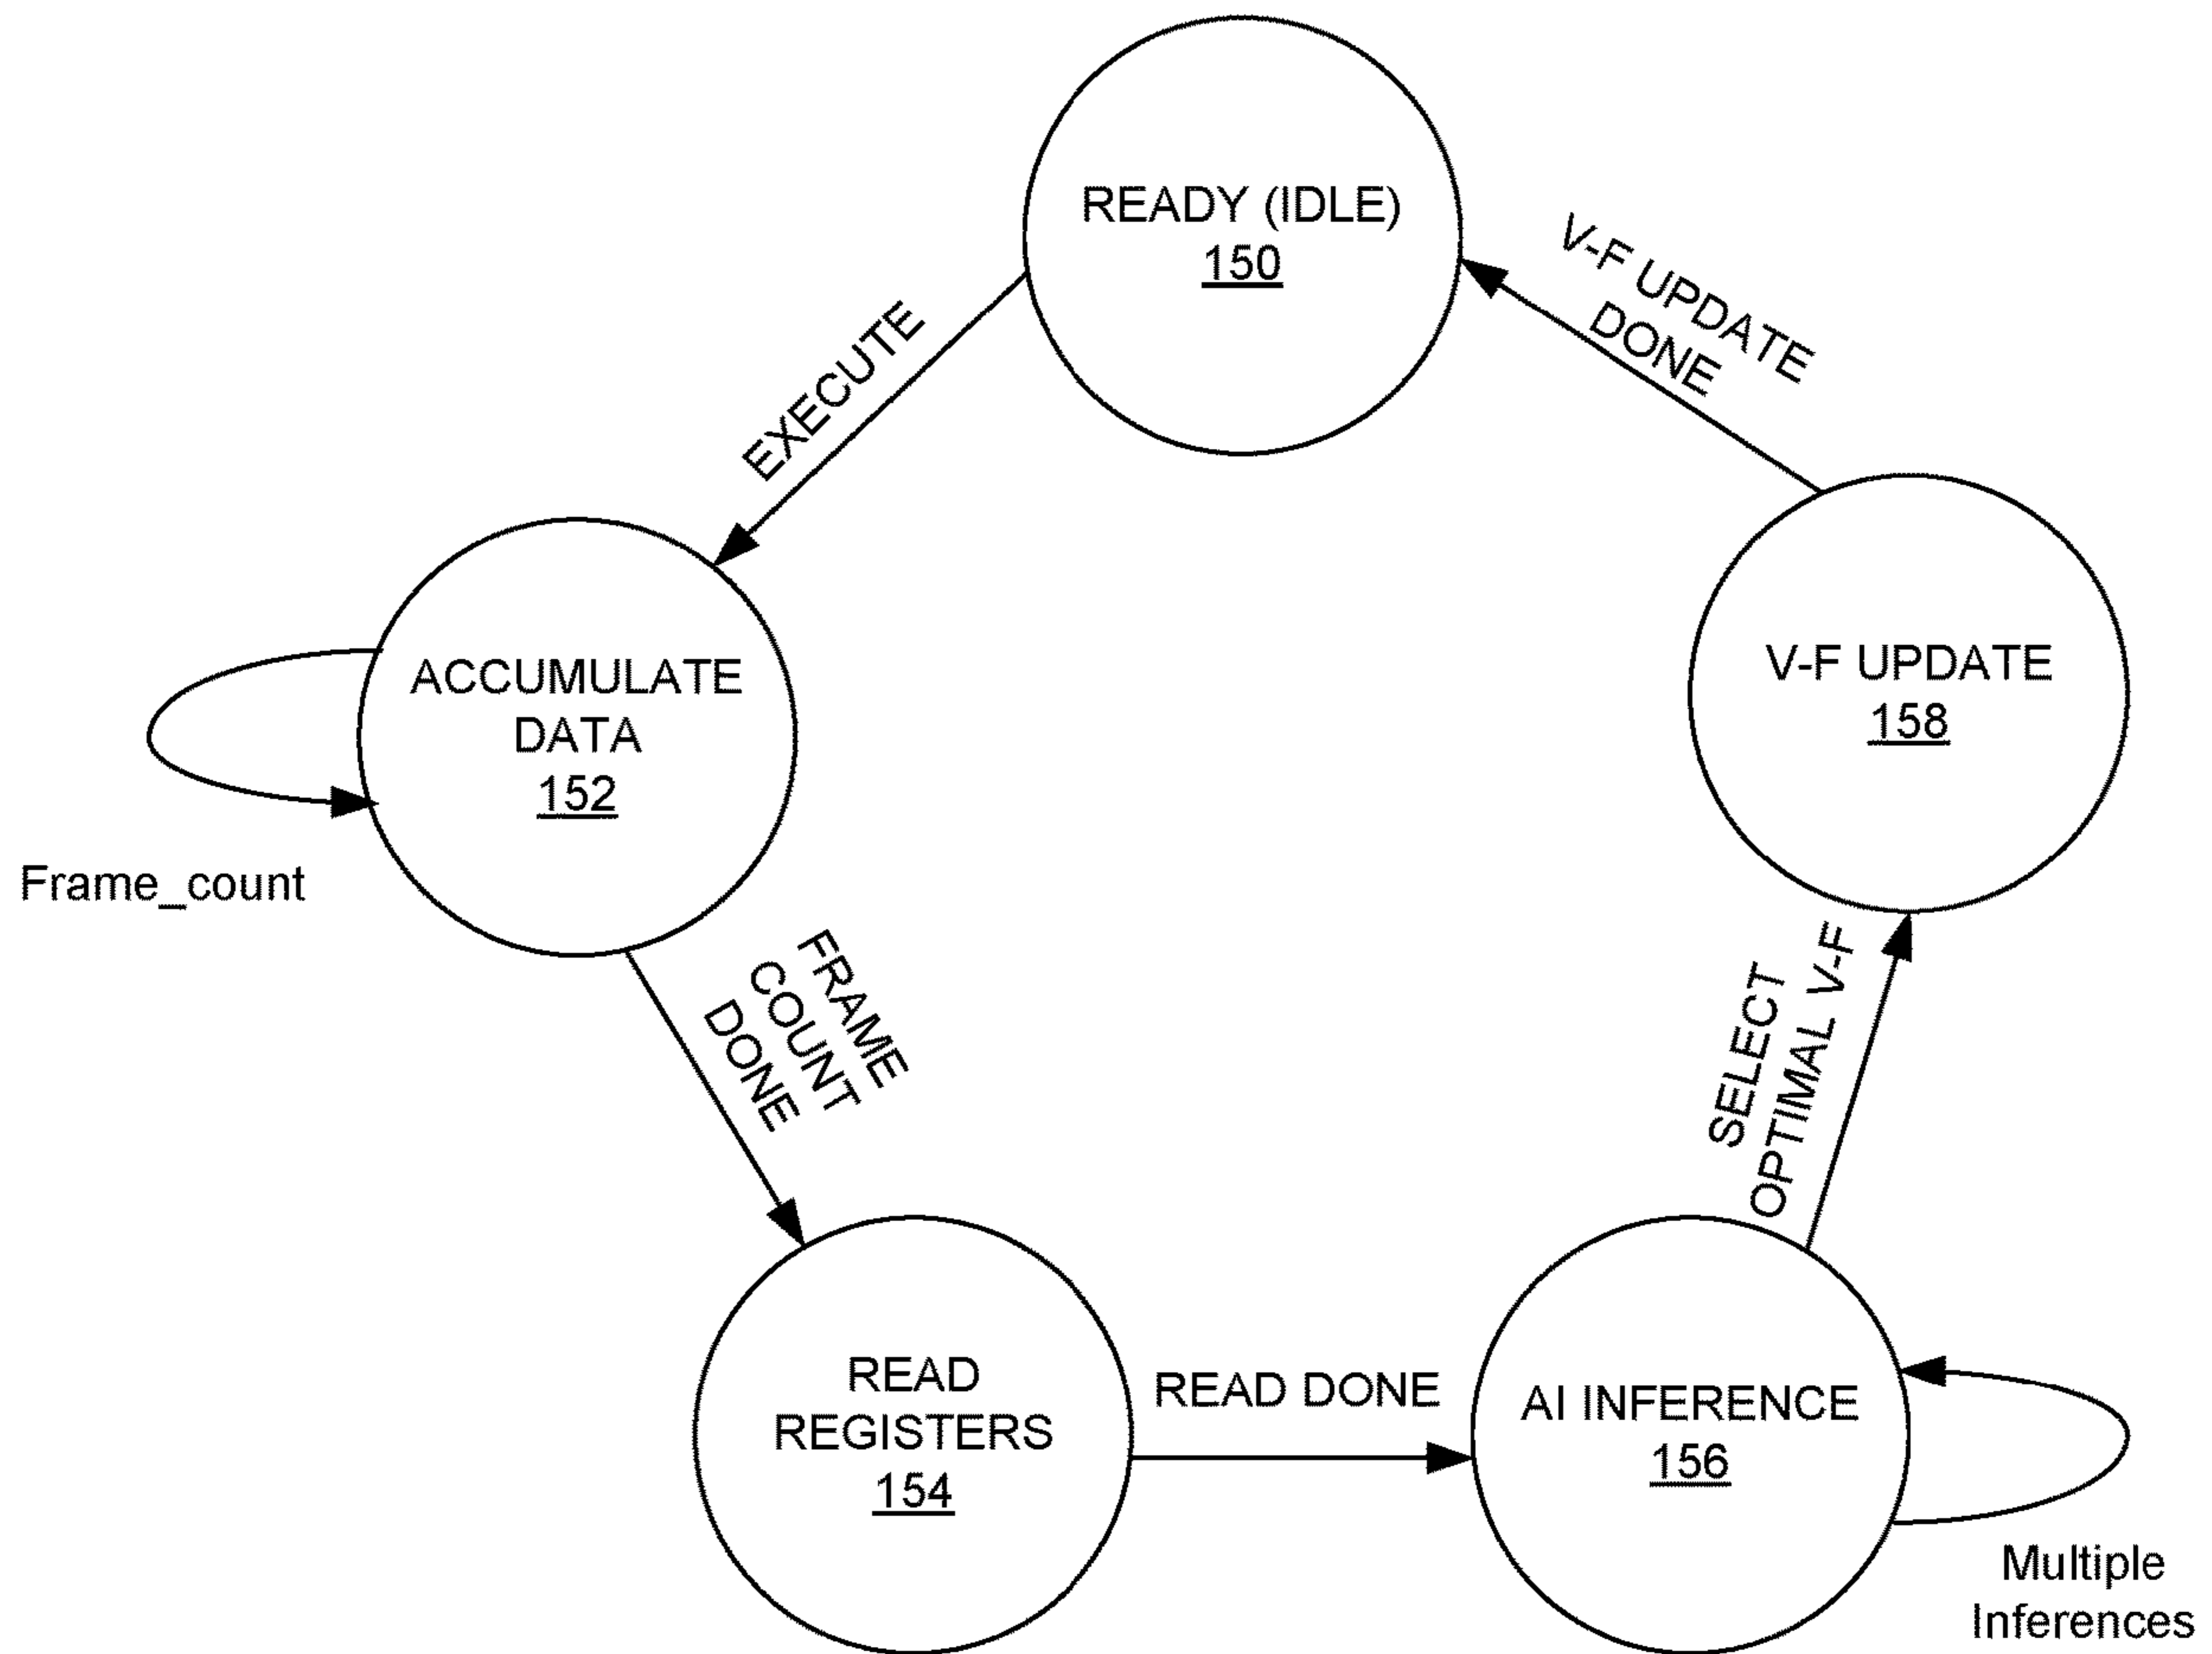 READY (IDLE)
150
EXECUTE
V-F UPDATE
DONE
ACCUMULATE
DATA
152
Frame_count
V-F UPDATE
158
FRAME
COUNT
DONE
SELECT
OPTIMAL V-F
READ
REGISTERS
154
READ DONE
AI INFERENCE
156
Multiple
Inferences